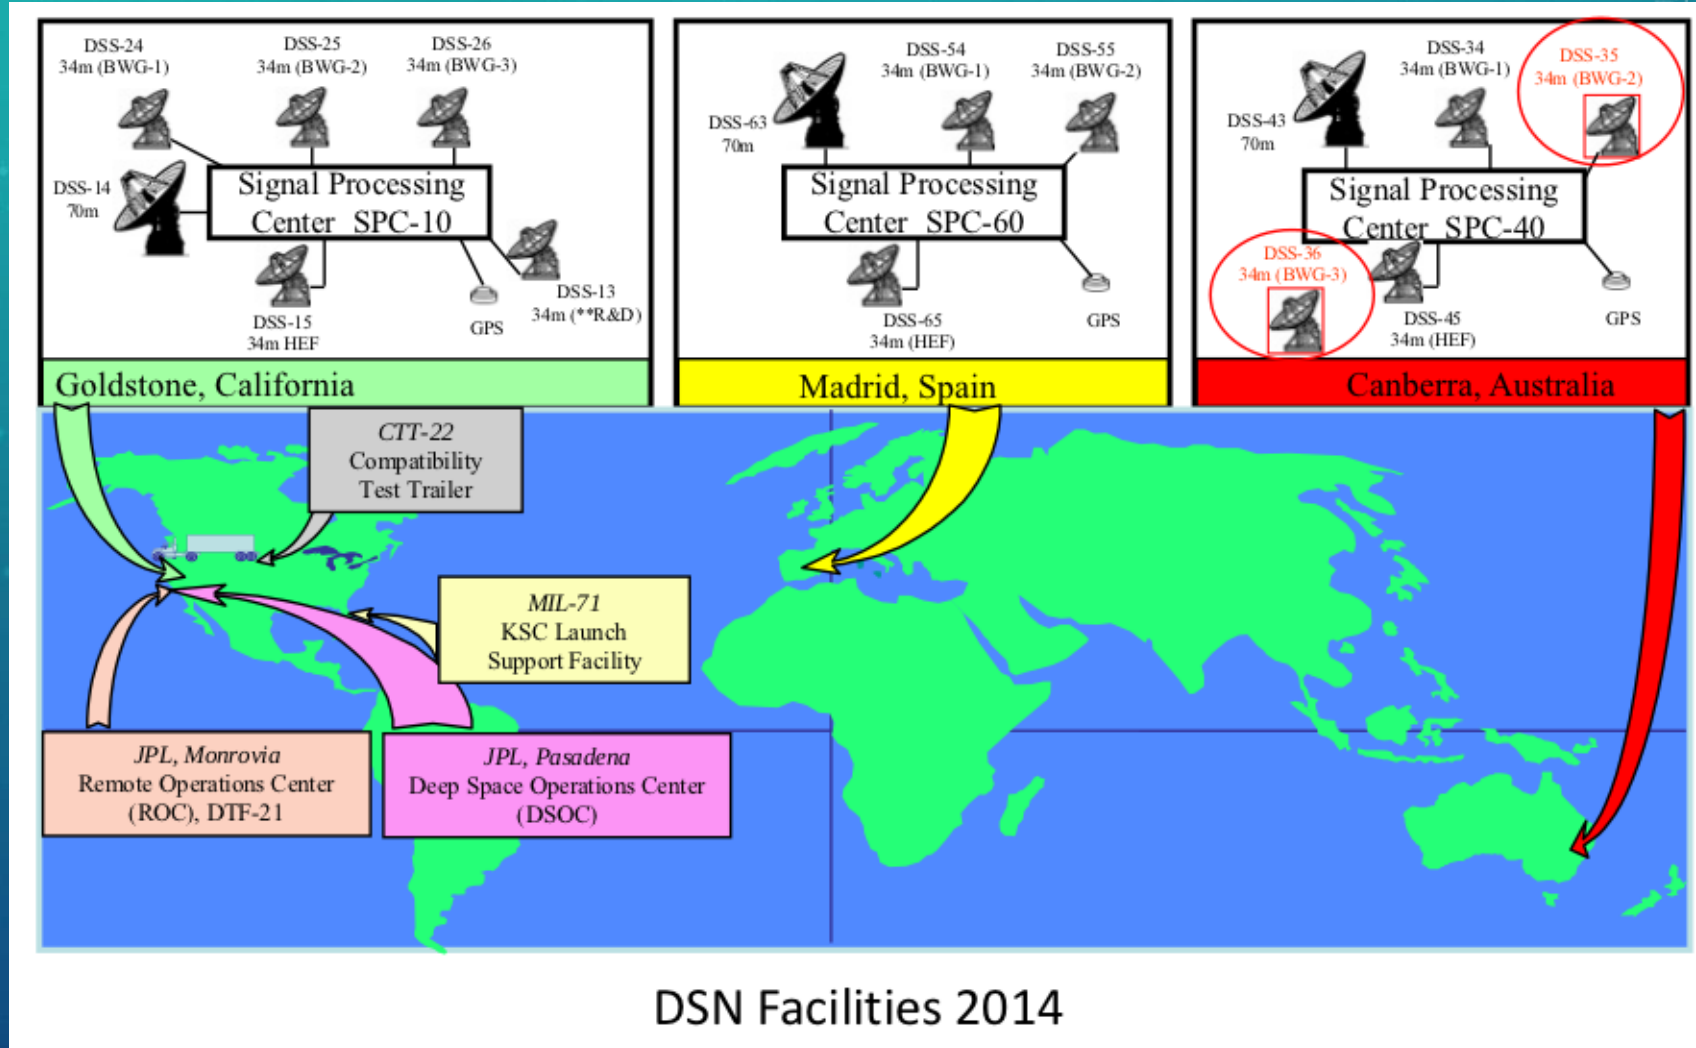 DSS-24
34m (BWG-1)
DSS-25
34m (BWG-2)
DSS-26
34m (BWG-3)
DSS-14
70m
Signal Processing
Center SPC-10
DSS-15
34m HEF
GPS
DSS-13
34m (**R&D)
Goldstone, California
DSS-54
34m (BWG-1)
DSS-55
34m (BWG-2)
DSS-63
70m
Signal Processing
Center SPC-60
DSS-65
34m (HEF)
GPS
Madrid, Spain
DSS-34
34m (BWG-1)
DSS-35
34m (BWG-2)
DSS-43
70m
Signal Processing
Center SPC-40
DSS-36
34m (BWG-3)
DSS-45
34m (HEF)
GPS
Canberra, Australia
CTT-22
Compatibility
Test Trailer
MIL-71
KSC Launch
Support Facility
JPL, Monrovia
Remote Operations Center
(ROC), DTF-21
JPL, Pasadena
Deep Space Operations Center
(DSOC)
DSN Facilities 2014